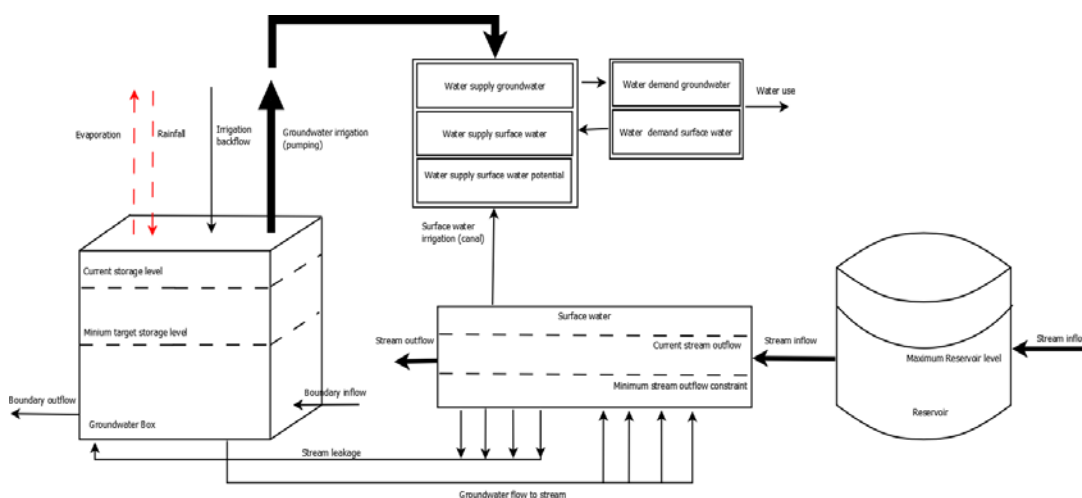 Water supply groundwater
Water demand groundwater
Water use
Water supply surface water
Water demand surface water
Water supply surface water potential
Evaporation
Rainfall
Irrigation
backflow
Groundwater irrigation
(pumping)
Surface water
irrigation (canal)
Current storage level
Minium target storage level
Groundwater Box
Boundary outflow
Boundary inflow
Surface water
Current stream outflow
Minimum stream outflow constraint
Stream outflow
Stream inflow
Maximum Reservoir level
Reservoir
Stream inflo
Stream leakage
Groundwater flow to stream